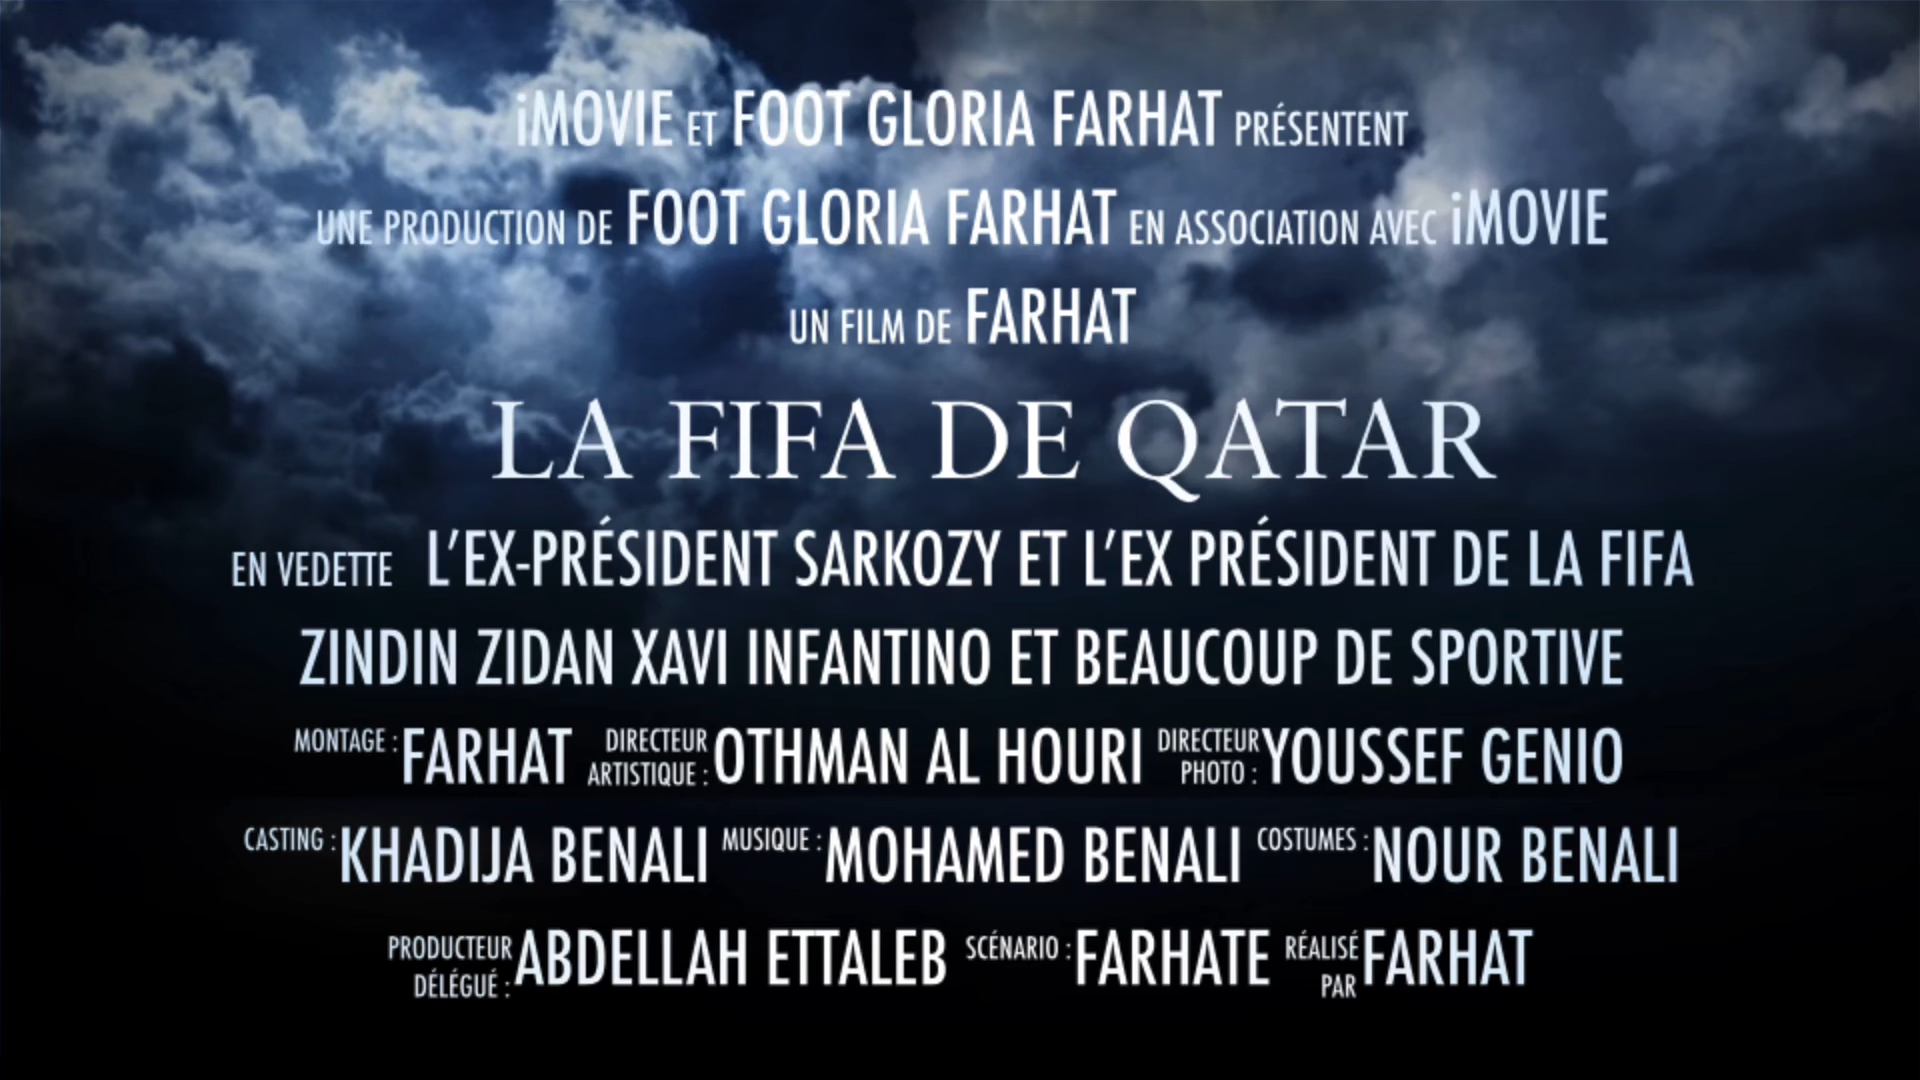 iMOVIE ET FOOT GLORIA FARHAT PRÉSENTENT
UNE PRODUCTION DE FOOT GLORIA FARHAT EN ASSOCIATION AVEC iMOVIE
UN FILM DE FARHAT
LA FIFA DE QATAR
EN VEDETTE L'EX-PRÉSIDENT SARKOZY ET L'EX PRÉSIDENT DE LA FIFA
ZINDIN ZIDAN XAVI INFANTINO ET BEAUCOUP DE SPORTIVE
MONTAGE : FARHAT DIRECTEUR ARTISTIQUE : OTHMAN AL HOURI DIRECTEUR PHOTO : YOUSSEF GENIO
CASTING : KHADIJA BENALI MUSIQUE : MOHAMED BENALI COSTUMES : NOUR BENALI
PRODUCTEUR DÉLÉGUÉ : ABDELLAH ETTALEB SCÉNARIO : FARHATE RÉALISÉ PAR FARHAT